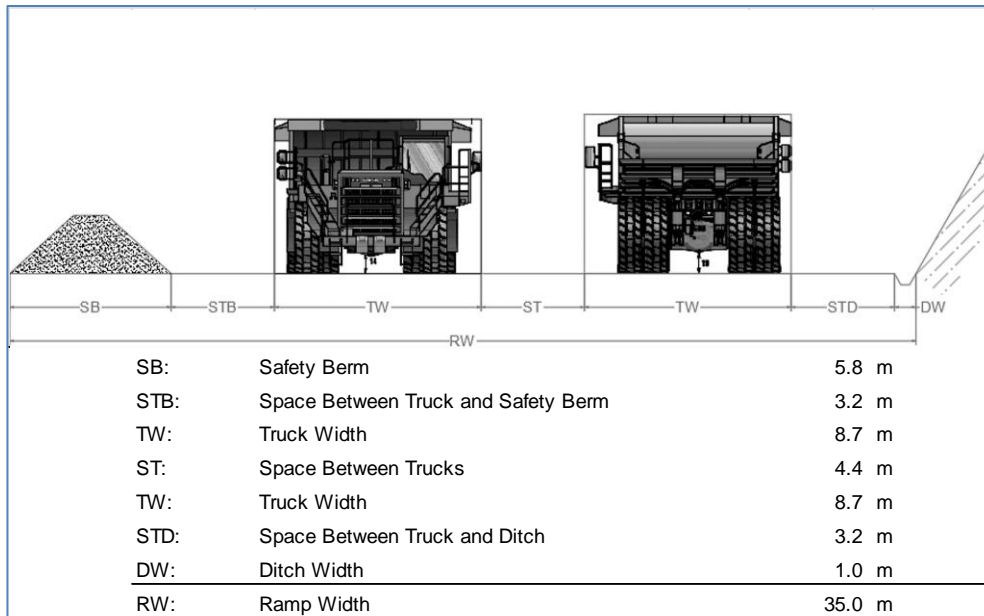 SB STB TW ST TW STD DW
RW
SB: Safety Berm 5.8 m
STB: Space Between Truck and Safety Berm 3.2 m
TW: Truck Width 8.7 m
ST: Space Between Trucks 4.4 m
TW: Truck Width 8.7 m
STD: Space Between Truck and Ditch 3.2 m
DW: Ditch Width 1.0 m
RW: Ramp Width 35.0 m